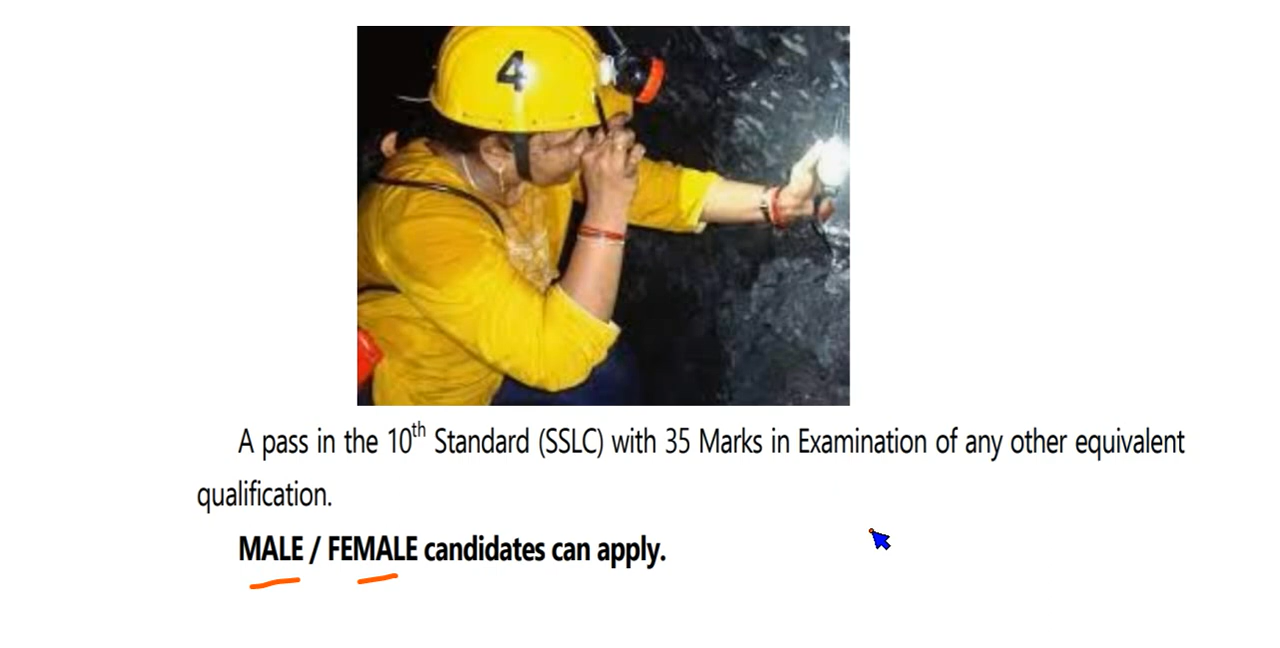 4
A pass in the 10th Standard (SSLC) with 35 Marks in Examination of any other equivalent
qualification.
MALE / FEMALE candidates can apply.